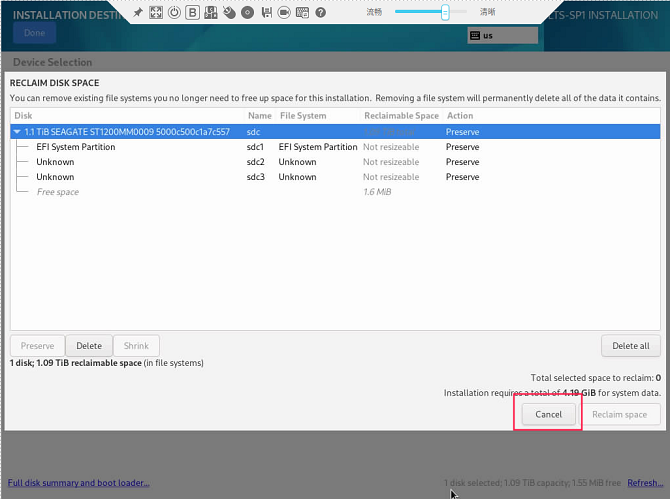 INSTALLATION DESTIN
流畅
清晰
LTS-SP1 INSTALLATION
Done
us
Device Selection
RECLAIM DISK SPACE
You can remove existing file systems you no longer need to free up space for this installation. Removing a file system will permanently delete all of the data it contains.
Disk Name File System Reclaimable Space Action
1.1 TiB SEAGATE ST1200MM0009 5000c500c1a7c557 sdc Preserve
EFI System Partition sdc1 EFI System Partition Not resizeable Preserve
Unknown sdc2 Unknown Not resizeable Preserve
Unknown sdc3 Unknown Not resizeable Preserve
Free space 1.6 MiB
Preserve Delete Shrink Delete all
1 disk; 1.09 TiB reclaimable space (in file systems)
Total selected space to reclaim: 0
Installation requires a total of 4.19 GiB for system data.
Cancel Reclaim space
Full disk summary and boot loader... 1 disk selected; 1.09 TiB capacity; 1.55 MiB free Refresh...